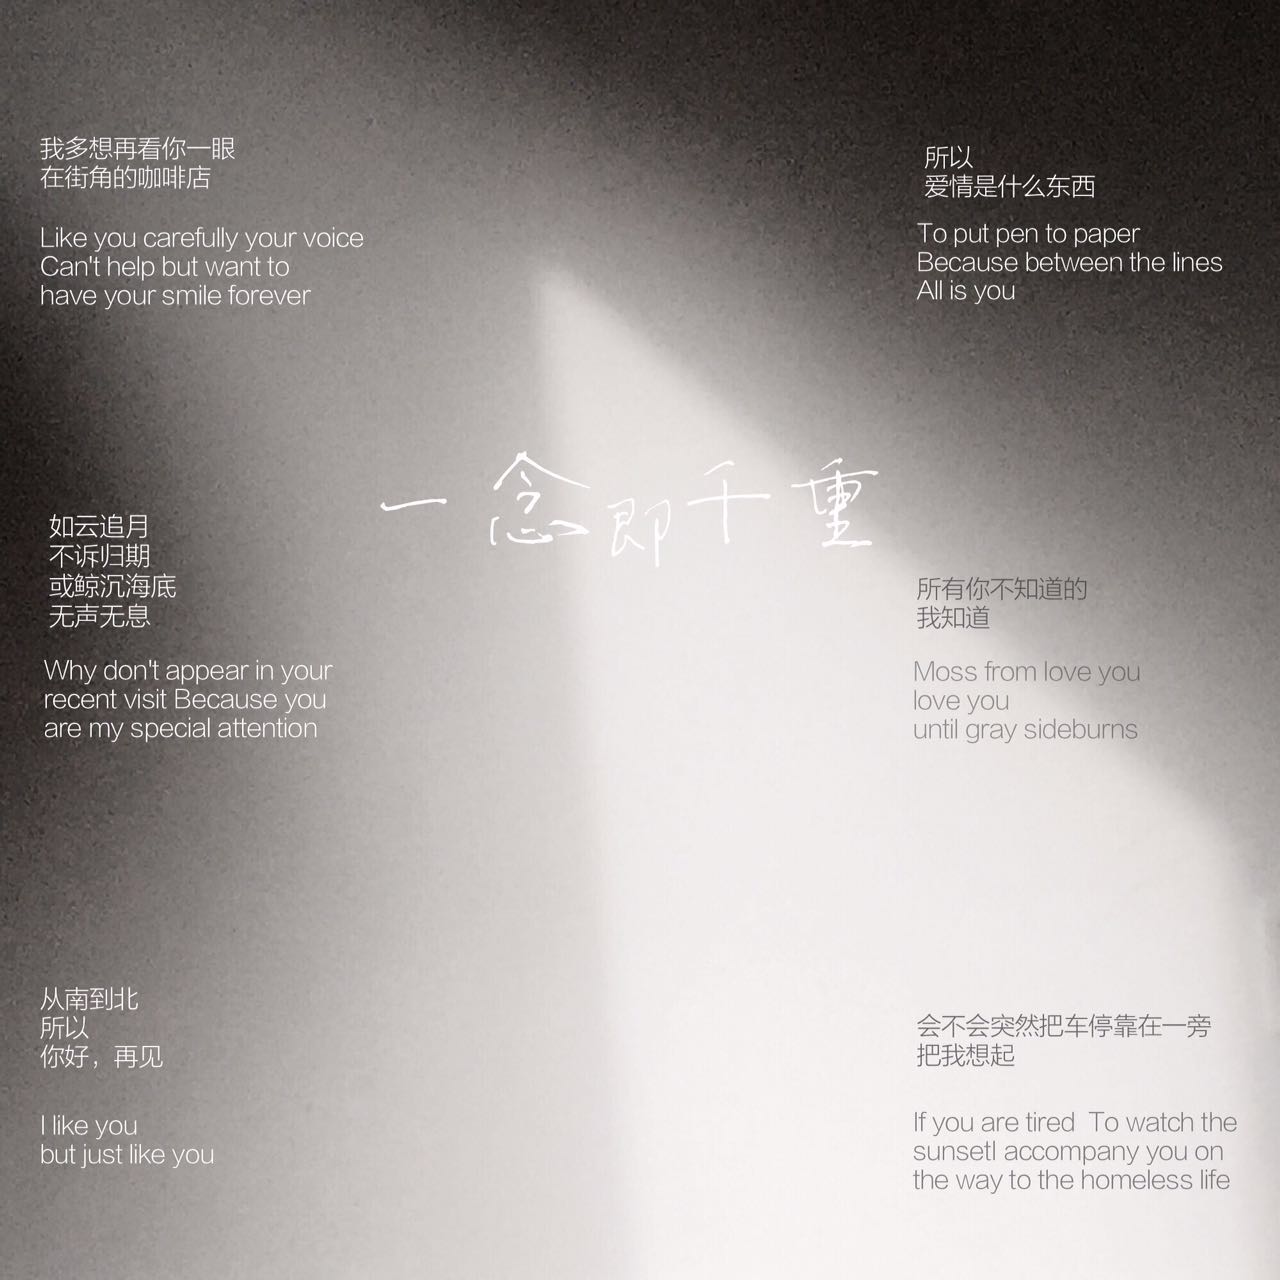 我多想再看你一眼
在街角的咖啡店
Like you carefully your voice
Can't help but want to
have your smile forever
所以
爱情是什么东西
To put pen to paper
Because between the lines
All is you
一念即千重
如云追月
不诉归期
或鲸沉海底
无声无息
Why don't appear in your
recent visit Because you
are my special attention
所有你不知道的
我知道
Moss from love you
love you
until gray sideburns
从南到北
所以
你好，再见
I like you
but just like you
会不会突然把车停靠在一旁
把我想起
If you are tired To watch the
sunsetI accompany you on
the way to the homeless life